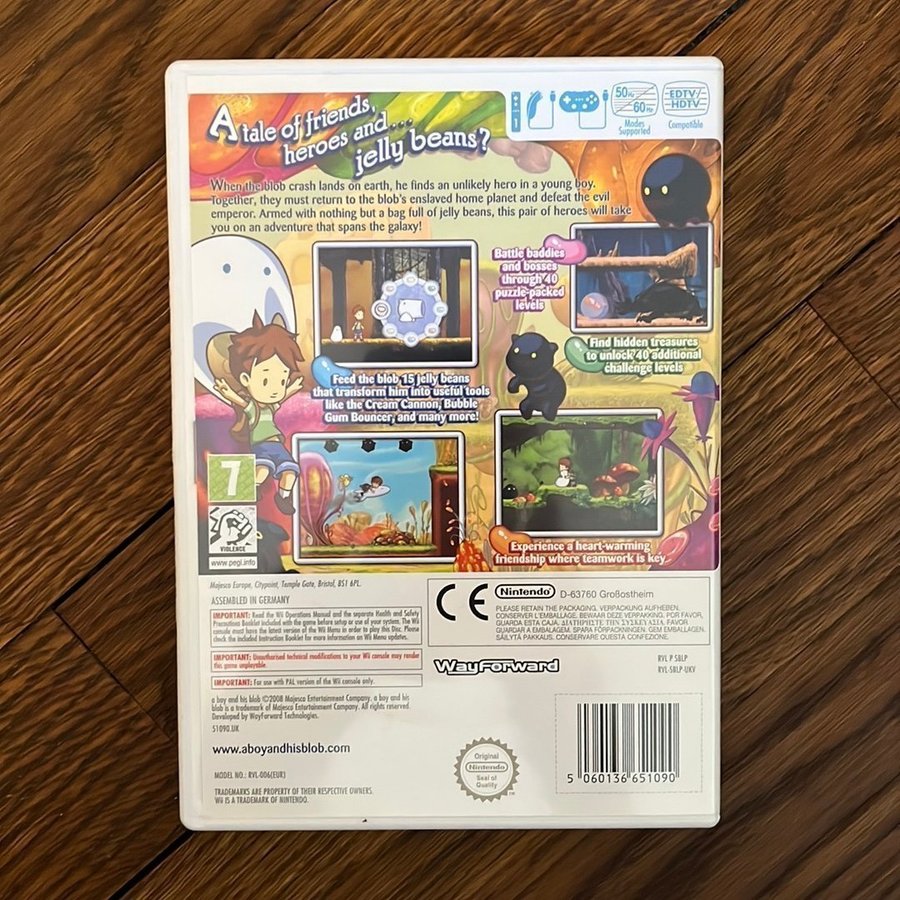 A tale of friends,
heroes and...
jelly beans?
1
50Hz
60Hz
Modes
Supported
EDTV/
HDTV
Compatible
When the blob crash lands on earth, he finds an unlikely hero in a young boy.
Together, they must return to the blob's enslaved home planet and defeat the evil
emperor. Armed with nothing but a bag full of jelly beans, this pair of heroes will take
you on an adventure that spans the galaxy!
Battle baddies
and bosses
through 40
puzzle-packed
levels
Find hidden treasures
to unlock 40 additional
challenge levels
Feed the blob 15 jelly beans
that transform him into useful tools
like the Cream Cannon, Bubble
Gum Bouncer, and many more!
Experience a heart-warming
friendship where teamwork is key
7
VIOLENCE
www.pegi.info
Majesco Europe, Citypoint, Temple Gate, Bristol, BS1 6PL.
ASSEMBLED IN GERMANY
IMPORTANT: Read the Wii Operations Manual and the separate Health and Safety
Precautions Booklet included with the game before setup or use of your system. The Wii
console must have the latest version of the Wii Menu in order to play this Disc. Please
check the included Instruction Booklet for more information on Wii Menu updates.
IMPORTANT: Unauthorised technical modifications to your Wii console may render
this game unplayable.
IMPORTANT: For use with PAL version of the Wii console only.
a boy and his blob ©2008 Majesco Entertainment Company. a boy and his
blob is a trademark of Majesco Entertainment Company. All rights reserved.
Developed by WayForward Technologies.
51090.UK
www.aboyandhisblob.com
MODEL NO.: RVL-006(EUR)
TRADEMARKS ARE PROPERTY OF THEIR RESPECTIVE OWNERS.
Wii IS A TRADEMARK OF NINTENDO.
CE
Nintendo
D-63760 Großostheim
PLEASE RETAIN THE PACKAGING. VERPACKUNG AUFHEBEN.
CONSERVER L'EMBALLAGE. BEWAAR DEZE VERPAKKING. POR FAVOR,
GUARDA ESTA CAJA. ΔΙΑΤΗΡΗΣΤΕ ΤΗΝ ΣΥΣΚΕΥΑΣΙΑ. FAVOR
GUARDAR A EMBALAGEM. SPARA FÖRPACKNINGEN. GEM EMBALLAGEN.
SÄILYTÄ PAKKAUS. CONSERVARE QUESTA CONFEZIONE.
WayForward
RVL P SBLP
RVL-SBLP-UKV
Original
Nintendo
Seal of
Quality
TM
5 060136 651090